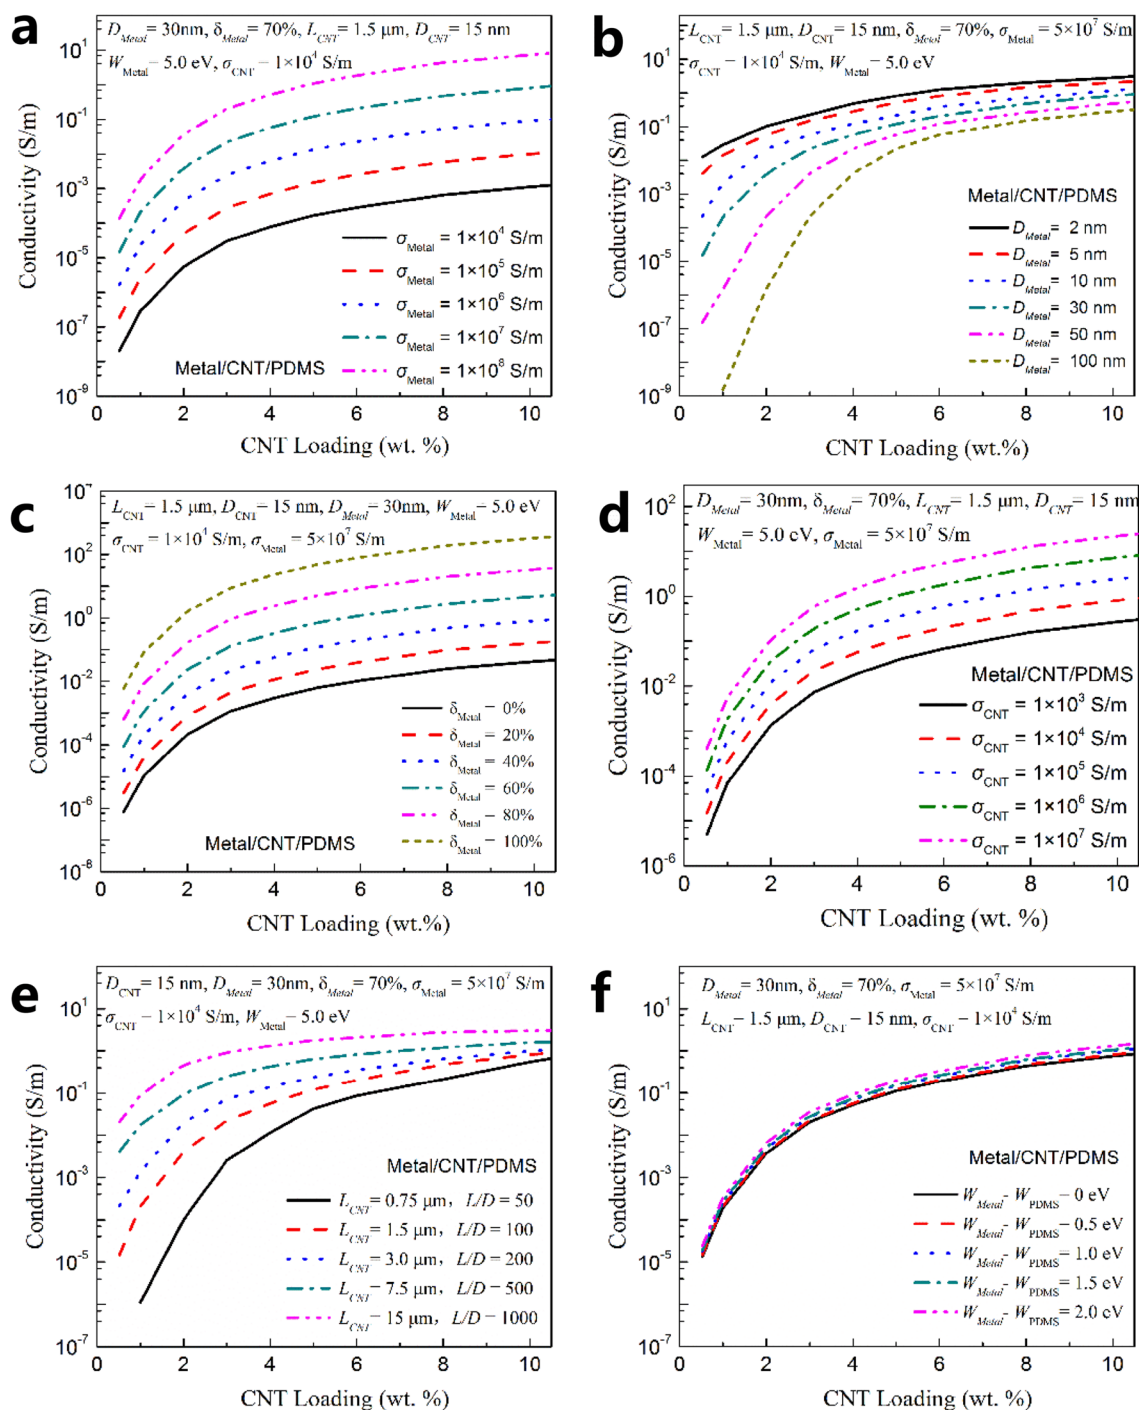 a
D_Metal = 30nm, δ_Metal = 70%, L_CNT = 1.5 μm, D_CNT = 15 nm
W_Metal = 5.0 eV, σ_CNT = 1×10^4 S/m
Conductivity (S/m)
10^1
10^-1
10^-3
10^-5
10^-7
10^-9
σ_Metal = 1×10^4 S/m
σ_Metal = 1×10^5 S/m
σ_Metal = 1×10^6 S/m
σ_Metal = 1×10^7 S/m
σ_Metal = 1×10^8 S/m
Metal/CNT/PDMS
0 2 4 6 8 10
CNT Loading (wt. %)
b
L_CNT = 1.5 μm, D_CNT = 15 nm, δ_Metal = 70%, σ_Metal = 5×10^7 S/m
σ_CNT = 1×10^4 S/m, W_Metal = 5.0 eV
Conductivity (S/m)
10^1
10^-1
10^-3
10^-5
10^-7
10^-9
Metal/CNT/PDMS
D_Metal = 2 nm
D_Metal = 5 nm
D_Metal = 10 nm
D_Metal = 30 nm
D_Metal = 50 nm
D_Metal = 100 nm
0 2 4 6 8 10
CNT Loading (wt. %)
c
L_CNT = 1.5 μm, D_CNT = 15 nm, D_Metal = 30nm, W_Metal = 5.0 eV
σ_CNT = 1×10^4 S/m, σ_Metal = 5×10^7 S/m
Conductivity (S/m)
10^4
10^2
10^0
10^-2
10^-4
10^-6
10^-8
δ_Metal = 0%
δ_Metal = 20%
δ_Metal = 40%
δ_Metal = 60%
δ_Metal = 80%
δ_Metal = 100%
Metal/CNT/PDMS
0 2 4 6 8 10
CNT Loading (wt.%)
d
D_Metal = 30nm, δ_Metal = 70%, L_CNT = 1.5 μm, D_CNT = 15 nm
W_Metal = 5.0 eV, σ_Metal = 5×10^7 S/m
Conductivity (S/m)
10^2
10^0
10^-2
10^-4
10^-6
Metal/CNT/PDMS
σ_CNT = 1×10^3 S/m
σ_CNT = 1×10^4 S/m
σ_CNT = 1×10^5 S/m
σ_CNT = 1×10^6 S/m
σ_CNT = 1×10^7 S/m
0 2 4 6 8 10
CNT Loading (wt.%)
e
D_CNT = 15 nm, D_Metal = 30nm, δ_Metal = 70%, σ_Metal = 5×10^7 S/m
σ_CNT = 1×10^4 S/m, W_Metal = 5.0 eV
Conductivity (S/m)
10^1
10^-1
10^-3
10^-5
10^-7
Metal/CNT/PDMS
L_CNT = 0.75 μm, L/D = 50
L_CNT = 1.5 μm, L/D = 100
L_CNT = 3.0 μm, L/D = 200
L_CNT = 7.5 μm, L/D = 500
L_CNT = 15 μm, L/D = 1000
0 2 4 6 8 10
CNT Loading (wt. %)
f
D_Metal = 30nm, δ_Metal = 70%, σ_Metal = 5×10^7 S/m
L_CNT = 1.5 μm, D_CNT = 15 nm, σ_CNT = 1×10^4 S/m
Conductivity (S/m)
10^1
10^-1
10^-3
10^-5
10^-7
Metal/CNT/PDMS
W_Metal - W_PDMS = 0 eV
W_Metal - W_PDMS = 0.5 eV
W_Metal - W_PDMS = 1.0 eV
W_Metal - W_PDMS = 1.5 eV
W_Metal - W_PDMS = 2.0 eV
0 2 4 6 8 10
CNT Loading (wt. %)